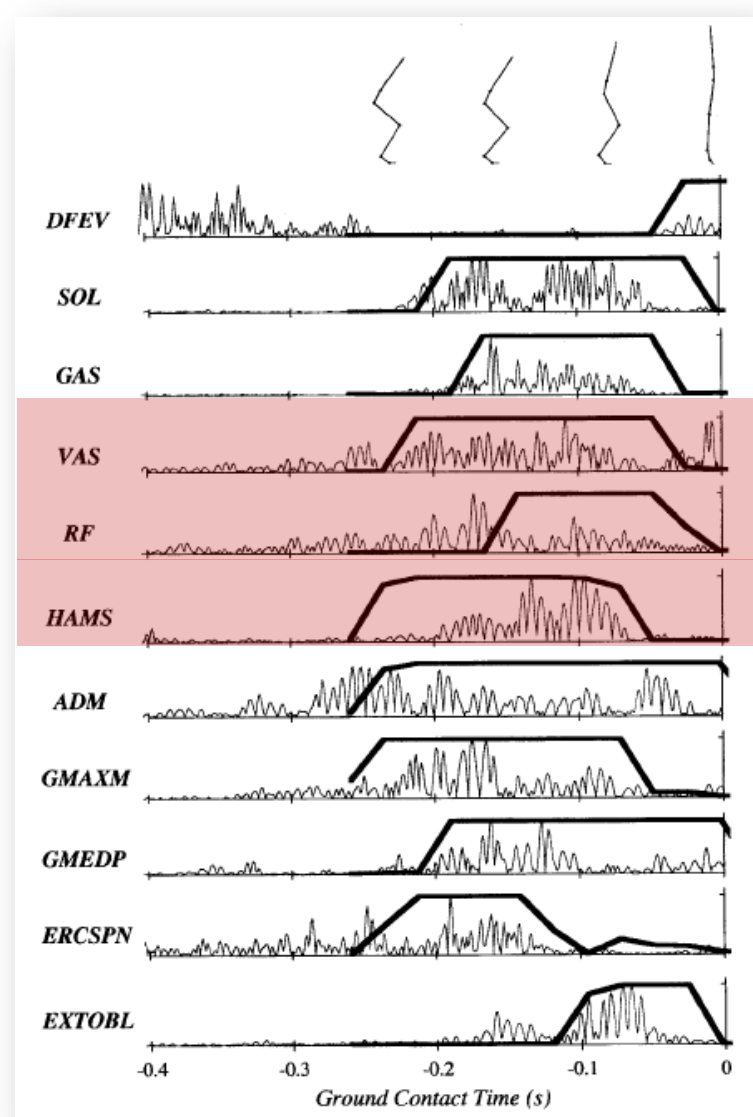 DFEV
SOL
GAS
VAS
RF
HAMS
ADM
GMAXM
GMEDP
ERCSPN
EXTOBL
-0.4 -0.3 -0.2 -0.1 0
Ground Contact Time (s)